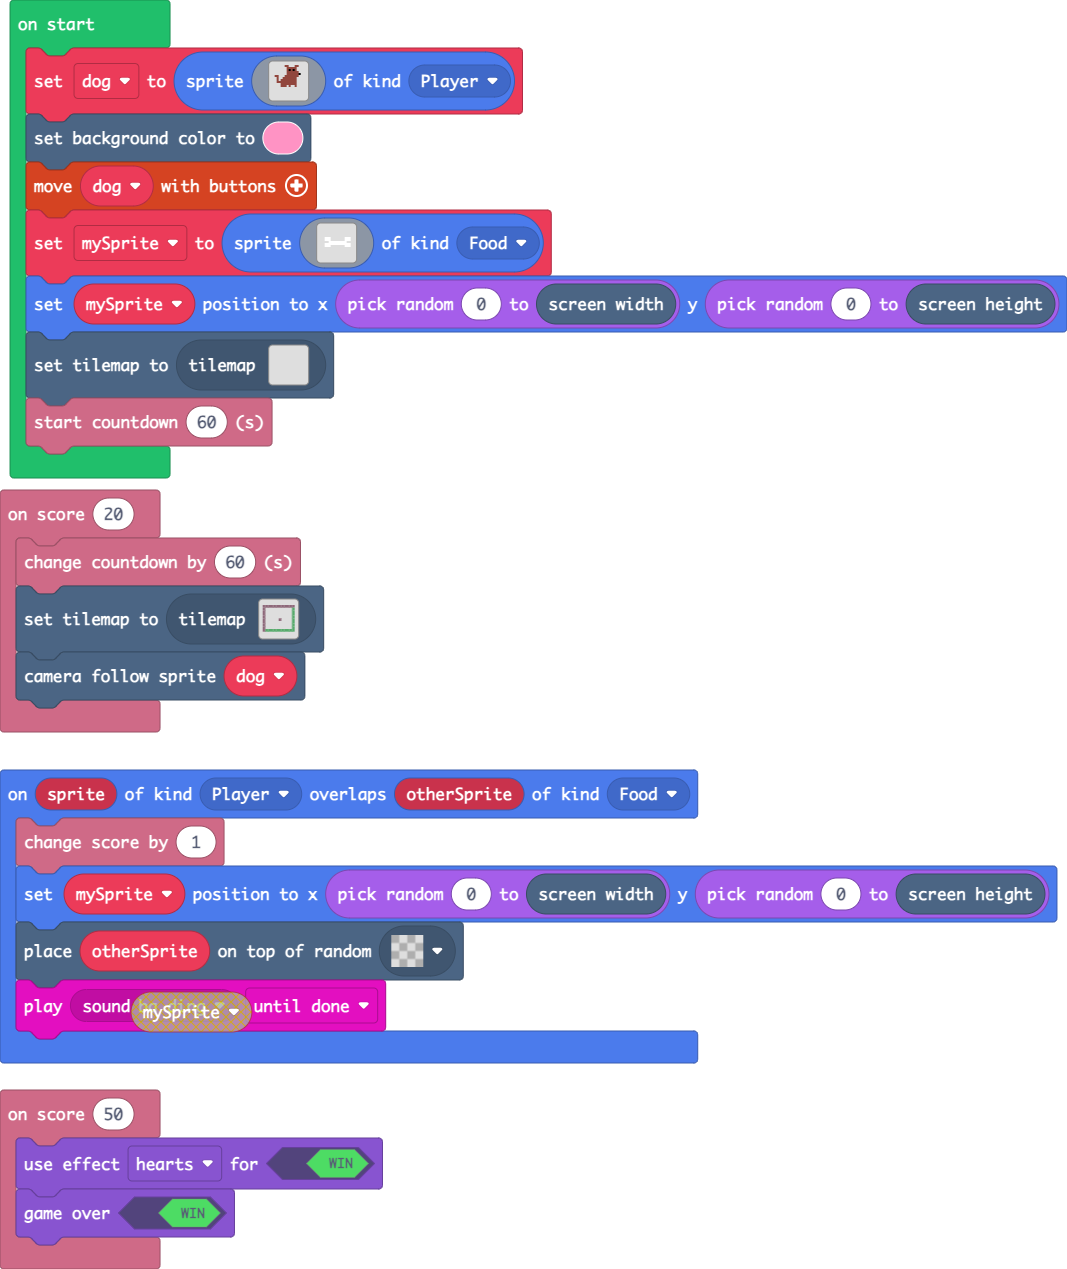 on start
set dog to sprite of kind Player
set background color to
move dog with buttons
set mySprite to sprite of kind Food
set mySprite position to x pick random 0 to screen width y pick random 0 to screen height
set tilemap to tilemap
start countdown 60 (s)
on score 20
change countdown by 60 (s)
set tilemap to tilemap
camera follow sprite dog
on sprite of kind Player overlaps otherSprite of kind Food
change score by 1
set mySprite position to x pick random 0 to screen width y pick random 0 to screen height
place otherSprite on top of random
play sound mySprite until done
on score 50
use effect hearts for WIN
game over WIN